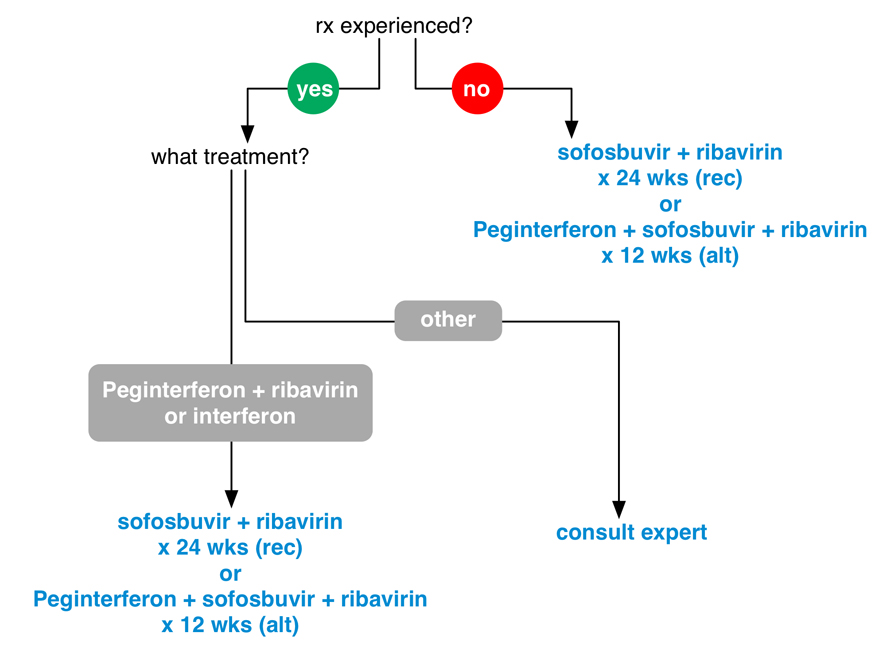 rx experienced?
yes
no
what treatment?
sofosbuvir + ribavirin
x 24 wks (rec)
or
Peginterferon + sofosbuvir + ribavirin
x 12 wks (alt)
other
Peginterferon + ribavirin
or interferon
sofosbuvir + ribavirin
x 24 wks (rec)
or
Peginterferon + sofosbuvir + ribavirin
x 12 wks (alt)
consult expert